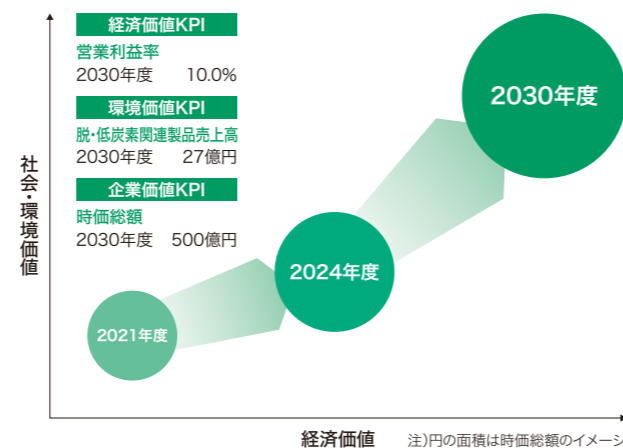 経済価値KPI
営業利益率
2030年度 10.0%
環境価値KPI
脱・低炭素関連製品売上高
2030年度 27億円
企業価値KPI
時価総額
2030年度 500億円
2030年度
2024年度
2021年度
社会・環境価値
経済価値
注)円の面積は時価総額のイメージ